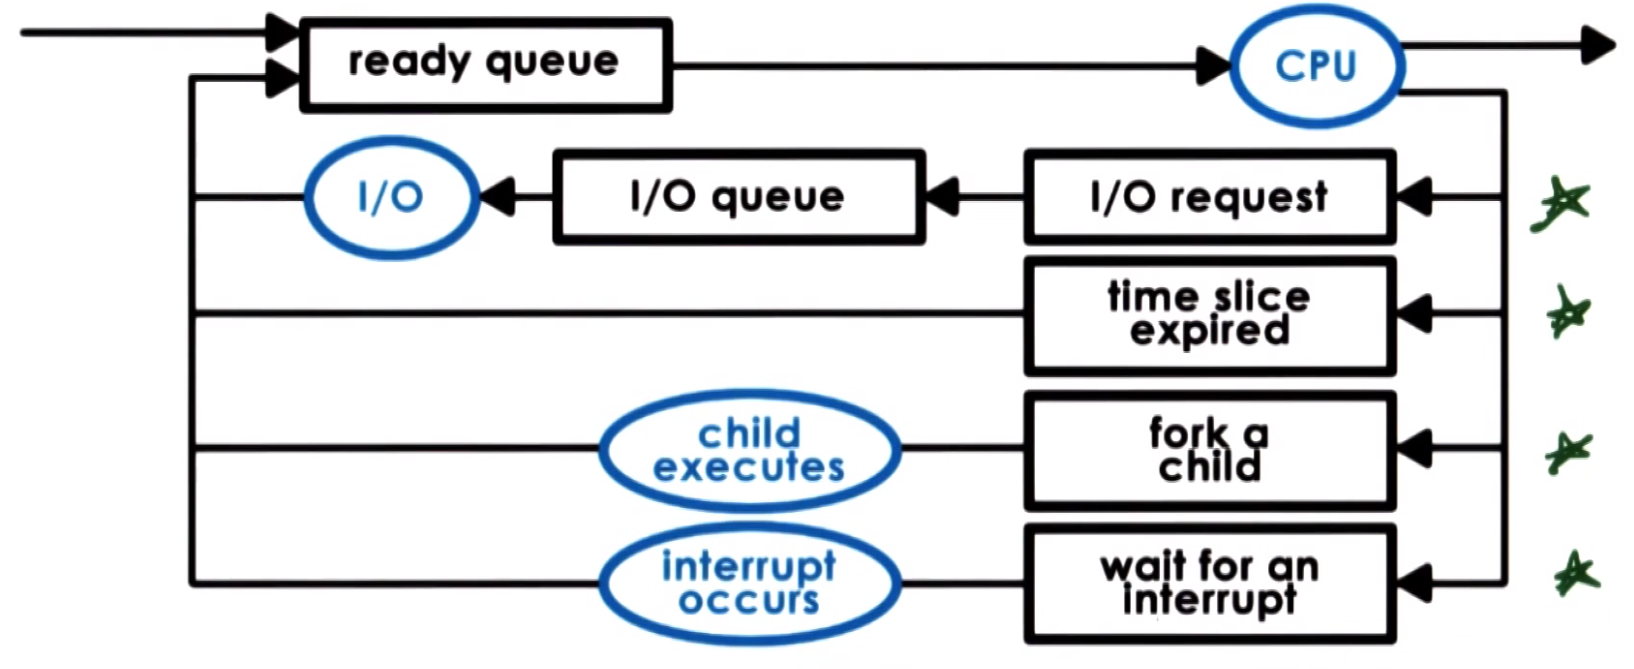 ready queue
CPU
I/O
I/O queue
I/O request
time slice
expired
child
executes
fork a
child
interrupt
occurs
wait for an
interrupt